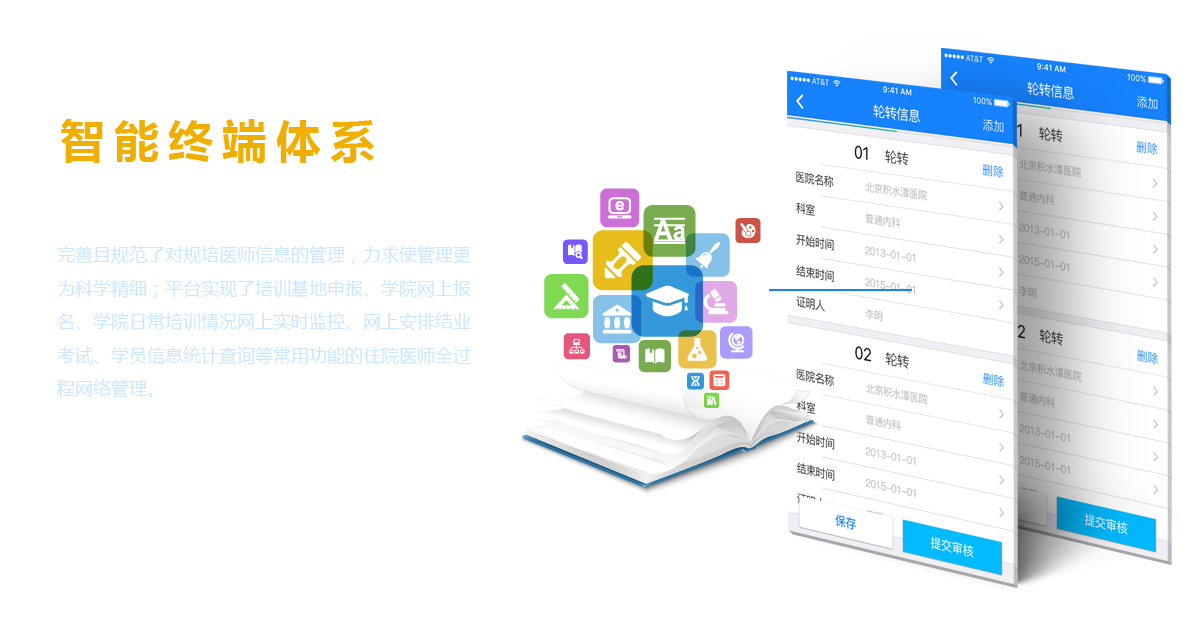 智能终端体系
完善且规范了对规培医师信息的管理，力求使管理更
为科学精细；平台实现了培训基地申报、学院网上报
名、学院日常培训情况网上实时监控、网上安排结业
考试、学员信息统计查询等常用功能的住院医师全过
程网络管理。
e
Aa
AT&T 9:41 AM 100%
轮转信息 添加
01 轮转 删除
医院名称 北京积水潭医院
科室 普通内科
开始时间 2013-01-01
结束时间 2015-01-01
证明人 李明
02 轮转 删除
医院名称 北京积水潭医院
科室 普通内科
开始时间 2013-01-01
结束时间 2015-01-01
保存 提交审核
AT&T 9:41 AM 100%
轮转信息 添加
1 轮转 删除
北京积水潭医院
普通内科
2013-01-01
2015-01-01
李明
2 轮转 删除
北京积水潭医院
普通内科
2013-01-01
2015-01-01
提交审核